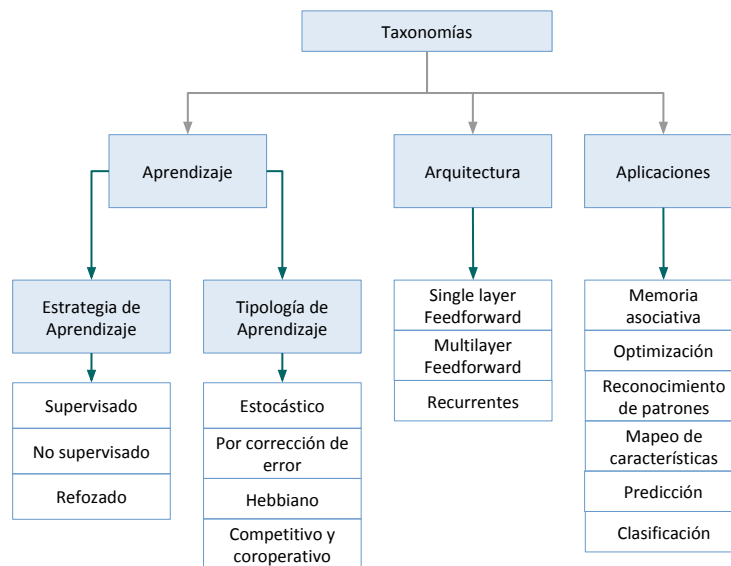 Taxonomías
Aprendizaje
Arquitectura
Aplicaciones
Estrategia de
Aprendizaje
Tipología de
Aprendizaje
Supervisado
No supervisado
Refozado
Estocástico
Por corrección de
error
Hebbiano
Competitivo y
coroperativo
Single layer
Feedforward
Multilayer
Feedforward
Recurrentes
Memoria
asociativa
Optimización
Reconocimiento
de patrones
Mapeo de
características
Predicción
Clasificación